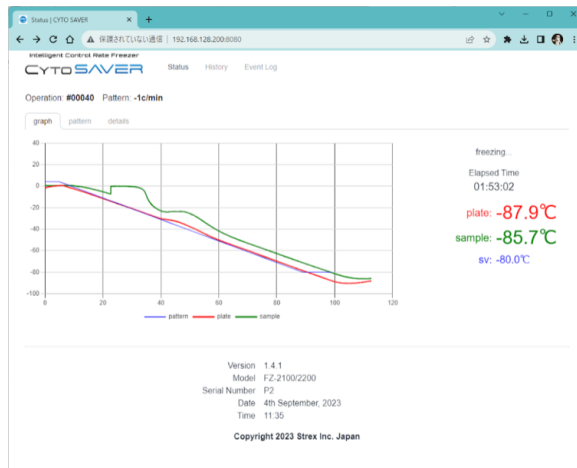 Status | CYTO SAVER
保護されていない通信 | 192.168.128.200:8080
Intelligent Control Rate Freezer
CYTOSAVER Status History Event Log
Operation: #00040 Pattern: -1c/min
graph pattern details
40
20
0
-20
-40
-60
-80
-100
0 20 40 60 80 100 120
pattern plate sample
freezing...
Elapsed Time
01:53:02
plate: -87.9℃
sample: -85.7℃
sv: -80.0℃
Version 1.4.1
Model FZ-2100/2200
Serial Number P2
Date 4th September, 2023
Time 11:35
Copyright 2023 Strex Inc. Japan